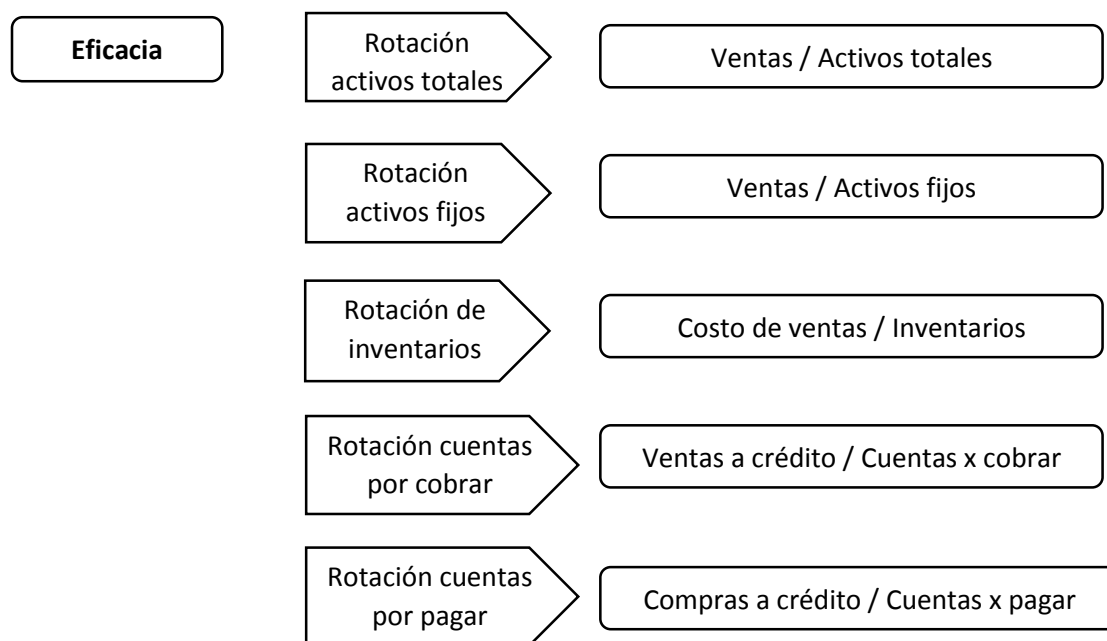 Eficacia
Rotación
activos totales
Ventas / Activos totales
Rotación
activos fijos
Ventas / Activos fijos
Rotación de
inventarios
Costo de ventas / Inventarios
Rotación cuentas
por cobrar
Ventas a crédito / Cuentas x cobrar
Rotación cuentas
por pagar
Compras a crédito / Cuentas x pagar